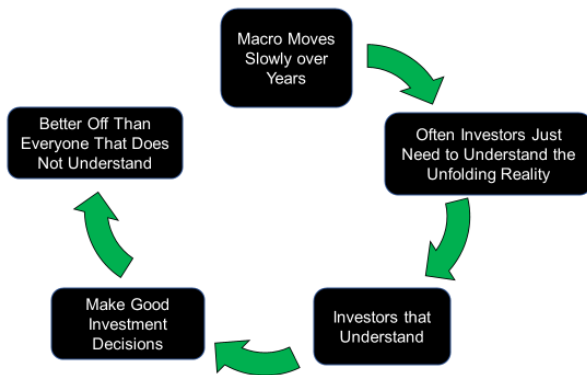 Macro Moves
Slowly over
Years
Often Investors Just
Need to Understand the
Unfolding Reality
Investors that
Understand
Make Good
Investment
Decisions
Better Off Than
Everyone That Does
Not Understand